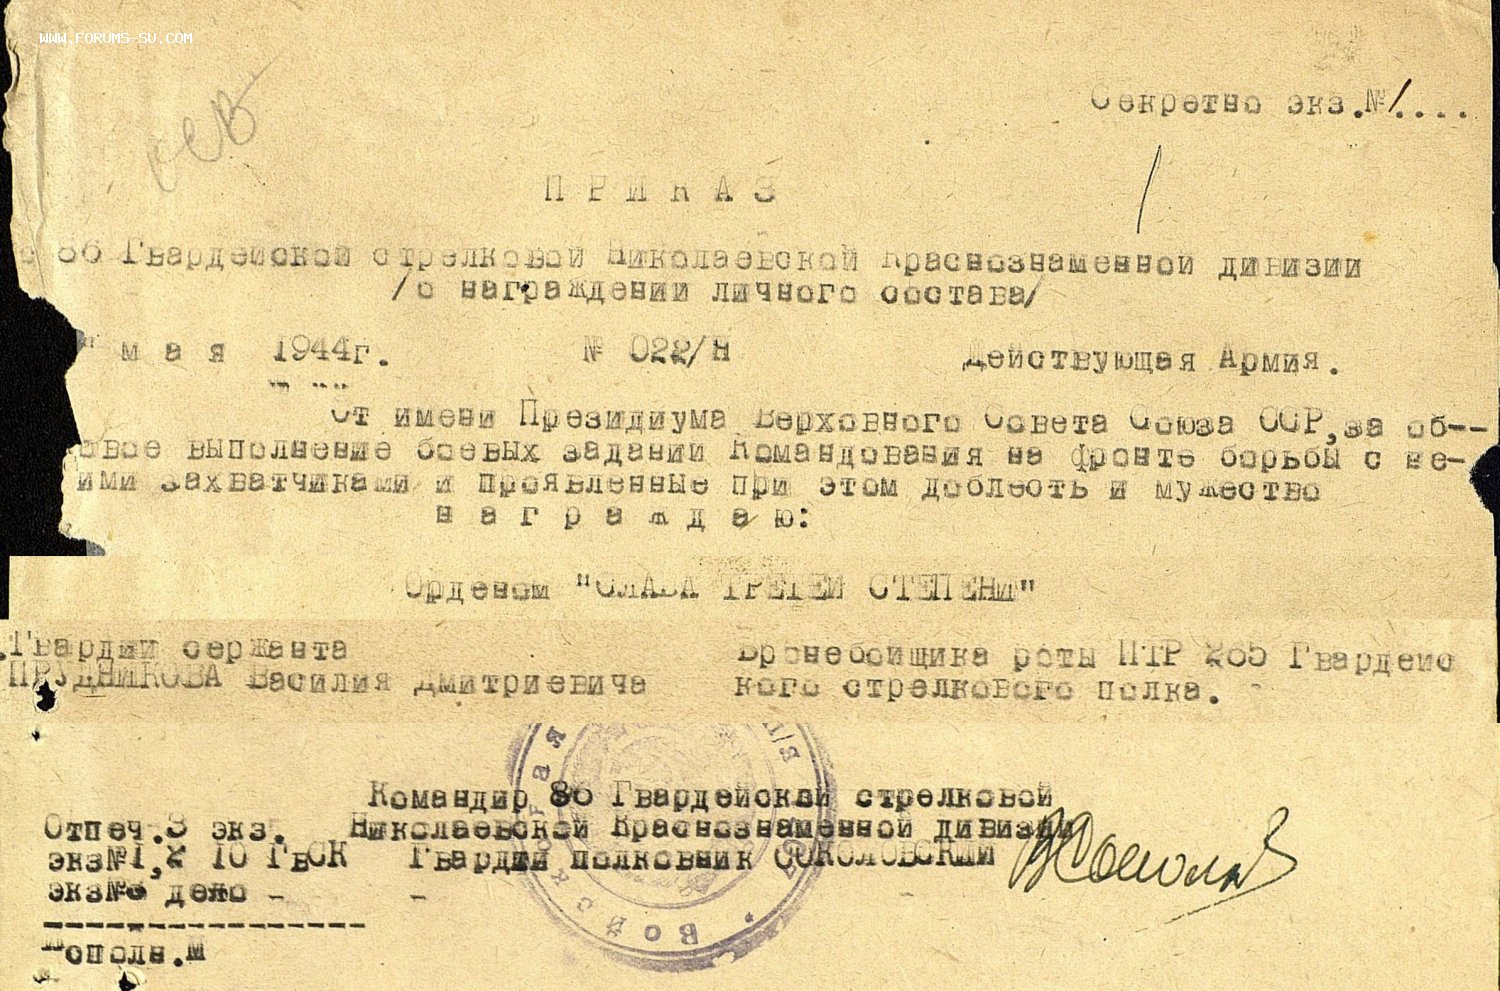 WWW.FORUMS-SU.COM
Секретно экз.№1....
ПРИКАЗ
86 Гвардейской стрелковой Николаевской Краснознаменной дивизии
/о награждении личного состава/
" мая 1944г. № 022/Н Действующая Армия.
От имени Президиума Верховного Совета Союза ССР,за об--
овое выполнение боевых заданий Командования на фронте борьбы с не-
ими захватчиками и проявленные при этом доблесть и мужество
награждаю:
Орденом "СЛАВА ТРЕТЕЙ СТЕПЕНИ"
.Гвардии сержанта Бронебойщика роты ПТР 265 Гвардейс
ПРУДНИКОВА Василия Дмитриевича кого стрелкового полка.
Командир 86 Гвардейской стрелковой
Отпеч.3 экз. Николаевской Краснознаменной дивизии
экз№1,2 10 ГвСК Гвардии полковник СОКОЛОВСКИЙ
экз№3 дело -
Войсковая